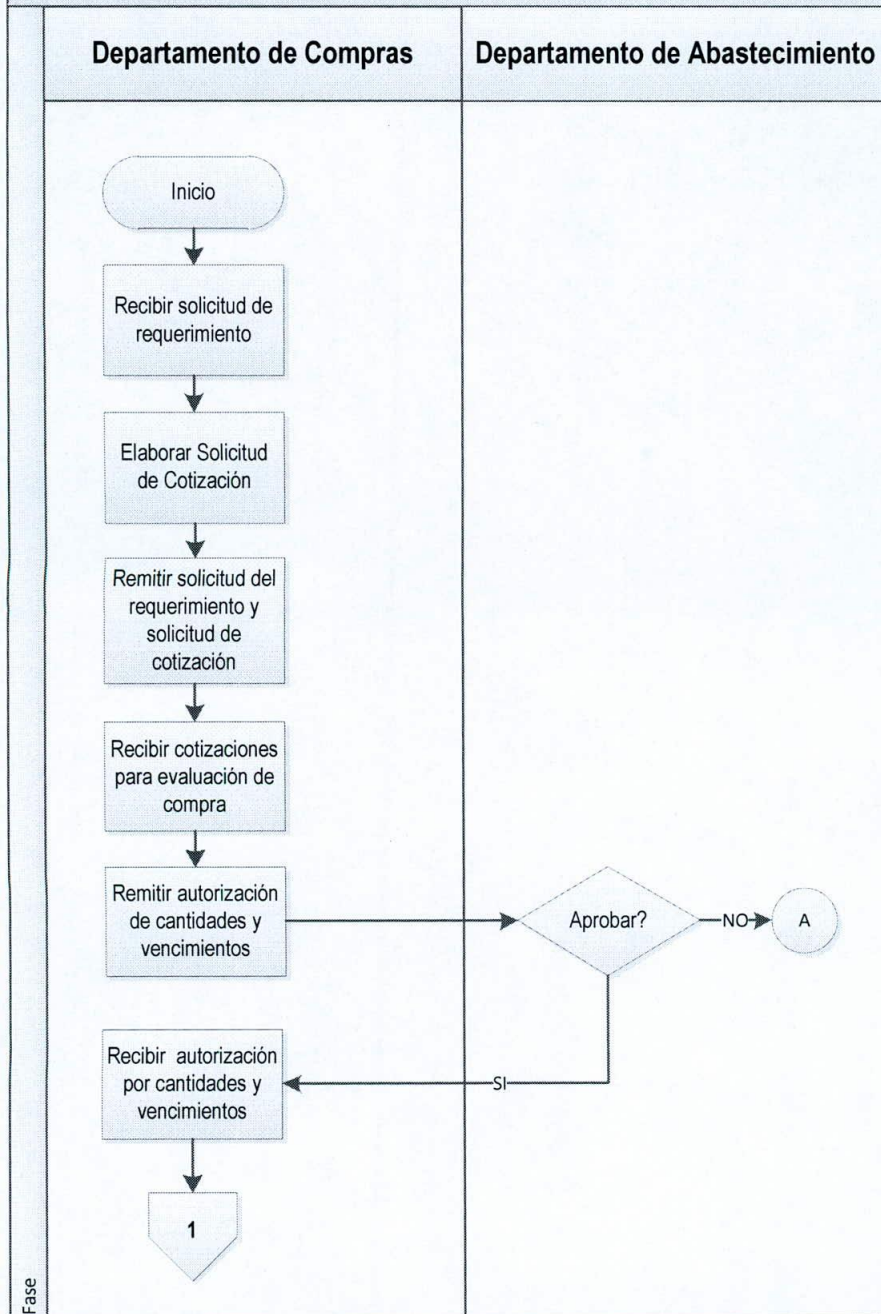 Departamento de Compras
Departamento de Abastecimiento
Inicio
Recibir solicitud de
requerimiento
Elaborar Solicitud
de Cotización
Remitir solicitud del
requerimiento y
solicitud de
cotización
Recibir cotizaciones
para evaluación de
compra
Remitir autorización
de cantidades y
vencimientos
Aprobar?
NO
A
Recibir autorización
por cantidades y
vencimientos
SI
1
Fase